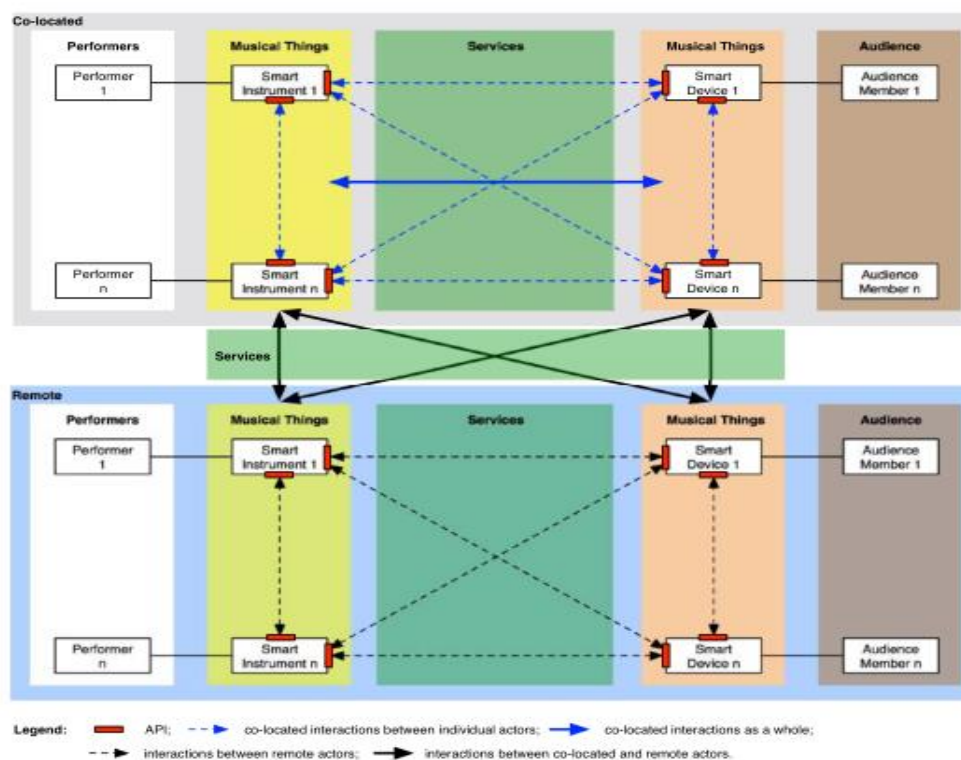 Co-located
Performers Musical Things Services Musical Things Audience
Performer
1
Smart
Instrument 1
Smart
Device 1
Audience
Member 1
Performer
n
Smart
Instrument n
Smart
Device n
Audience
Member n
Services
Remote
Performers Musical Things Services Musical Things Audience
Performer
1
Smart
Instrument 1
Smart
Device 1
Audience
Member 1
Performer
n
Smart
Instrument n
Smart
Device n
Audience
Member n
Legend: API; co-located interactions between individual actors; co-located interactions as a whole;
interactions between remote actors; interactions between co-located and remote actors.